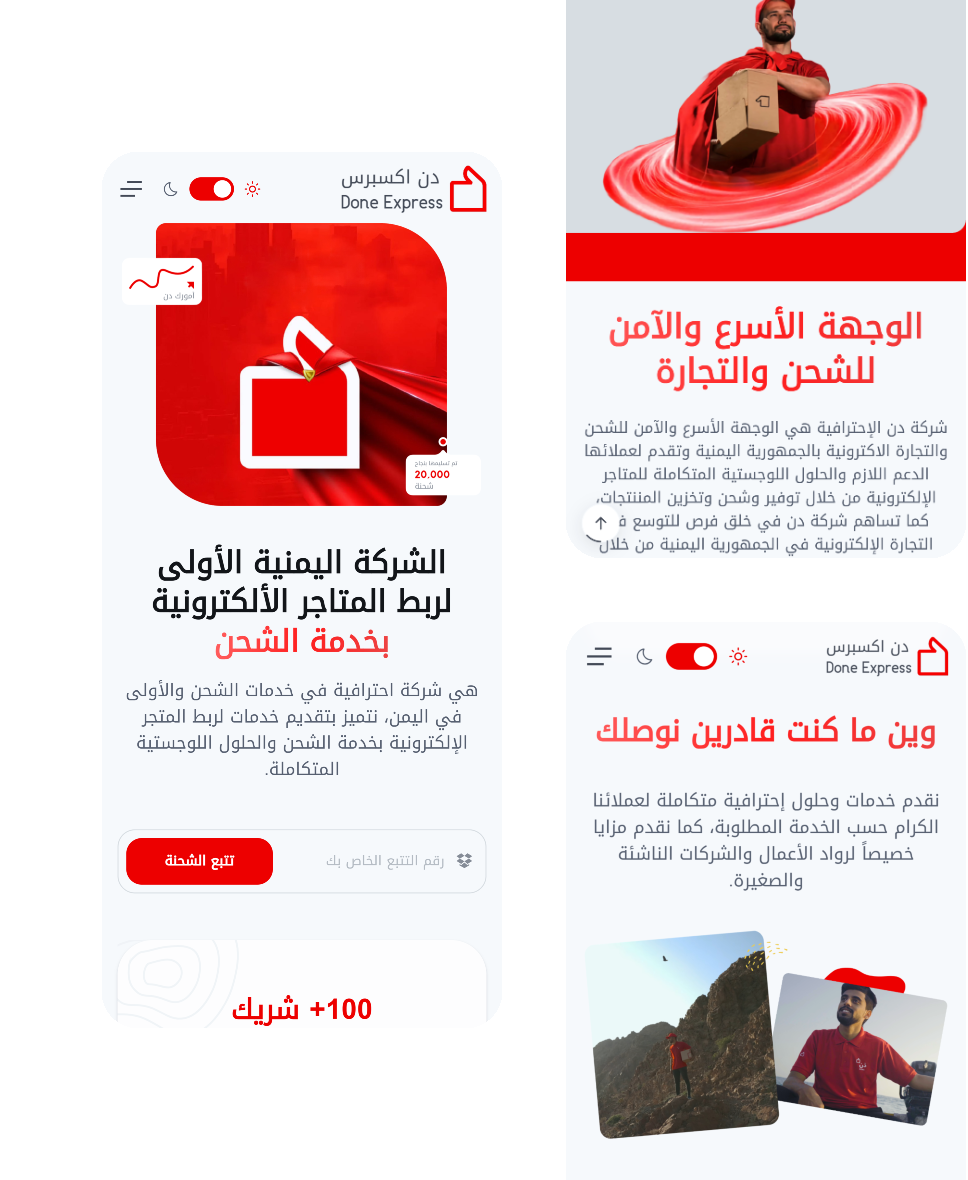 دن اكسبرس
Done Express
أمورك دن
تم تسليمها بنجاح
20,000
شحنة
الشركة اليمنية الأولى
لربط المتاجر الألكترونية
بخدمة الشحن
هي شركة احترافية في خدمات الشحن والأولى
في اليمن، نتميز بتقديم خدمات لربط المتجر
الإلكترونية بخدمة الشحن والحلول اللوجستية
المتكاملة.
رقم التتبع الخاص بك
تتبع الشحنة
+100 شريك
الوجهة الأسرع والآمن
للشحن والتجارة
شركة دن الإحترافية هي الوجهة الأسرع والآمن للشحن
والتجارة الاكترونية بالجمهورية اليمنية وتقدم لعملائها
الدعم اللازم والحلول اللوجستية المتكاملة للمتاجر
الإلكترونية من خلال توفير وشحن وتخزين المننتجات،
كما تساهم شركة دن في خلق فرص للتوسع
التجارة الإلكترونية في الجمهورية اليمنية من خلال
دن اكسبرس
Done Express
وين ما كنت قادرين نوصلك
نقدم خدمات وحلول إحترافية متكاملة لعملائنا
الكرام حسب الخدمة المطلوبة، كما نقدم مزايا
خصيصاً لرواد الأعمال والشركات الناشئة
والصغيرة.